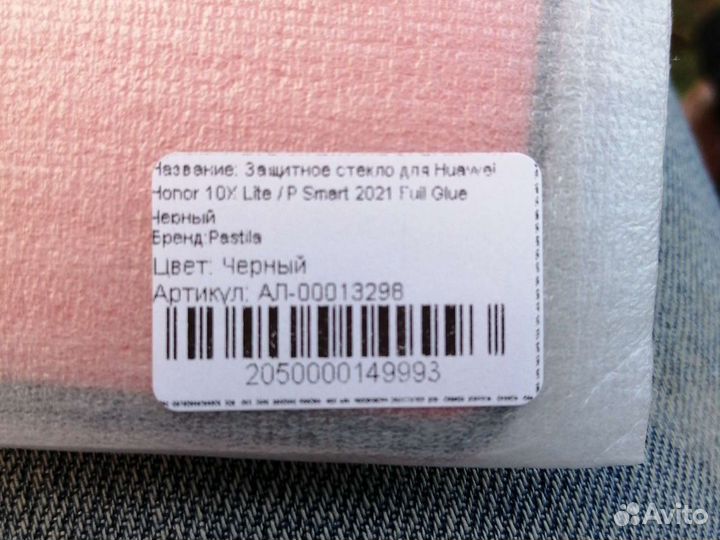 Название: Защитное стекло для Huawei
Honor 10X Lite / P Smart 2021 Full Glue
Черный
Бренд:Pastila
Цвет: Черный
Артикул: АЛ-00013298
2050000149993
Avito